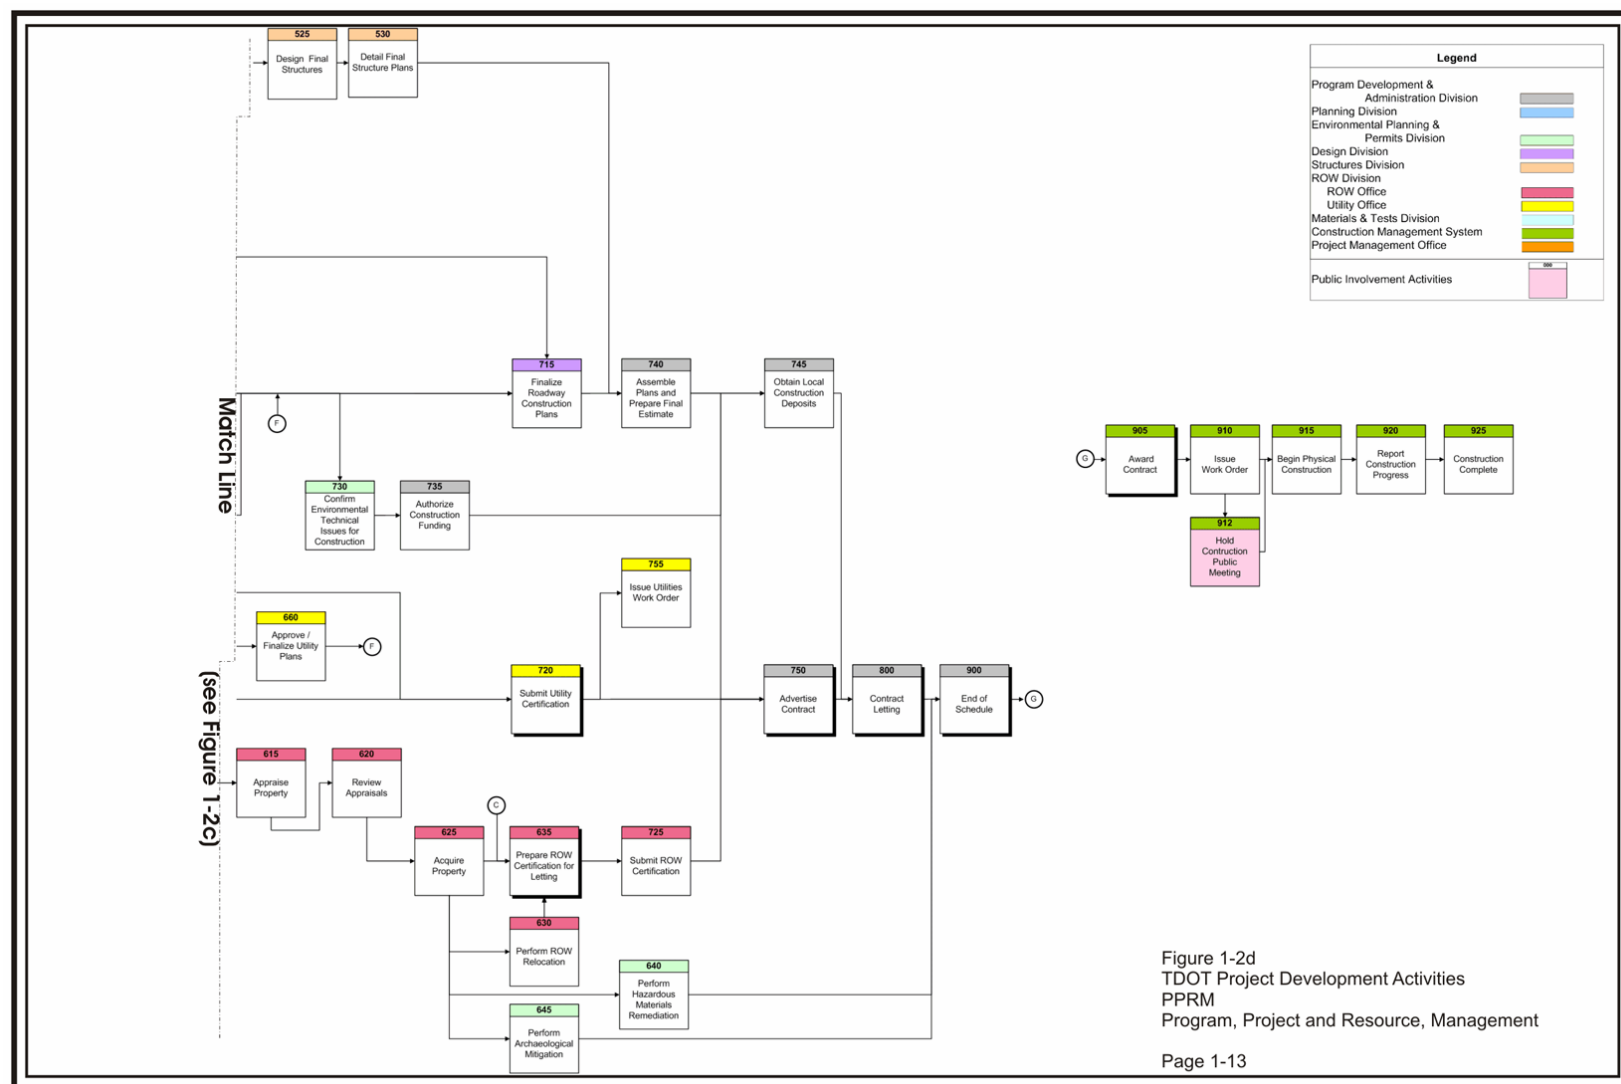 525
Design Final
Structures
530
Detail Final
Structure Plans
Legend
Program Development &
Administration Division
Planning Division
Environmental Planning &
Permits Division
Design Division
Structures Division
ROW Division
ROW Office
Utility Office
Materials & Tests Division
Construction Management System
Project Management Office
Public Involvement Activities
Match Line
(see Figure 1-2c)
F
715
Finalize
Roadway
Construction
Plans
740
Assemble
Plans and
Prepare Final
Estimate
745
Obtain Local
Construction
Deposits
730
Confirm
Environmental
Technical
Issues for
Construction
735
Authorize
Construction
Funding
G
905
Award
Contract
910
Issue
Work Order
915
Begin Physical
Construction
920
Report
Construction
Progress
925
Construction
Complete
912
Hold
Contruction
Public
Meeting
755
Issue Utilities
Work Order
660
Approve /
Finalize Utility
Plans
F
720
Submit Utility
Certification
750
Advertise
Contract
800
Contract
Letting
900
End of
Schedule
G
615
Appraise
Property
620
Review
Appraisals
C
625
Acquire
Property
635
Prepare ROW
Certification for
Letting
725
Submit ROW
Certification
630
Perform ROW
Relocation
640
Perform
Hazardous
Materials
Remediation
645
Perform
Archaeological
Mitigation
Figure 1-2d
TDOT Project Development Activities
PPRM
Program, Project and Resource, Management
Page 1-13